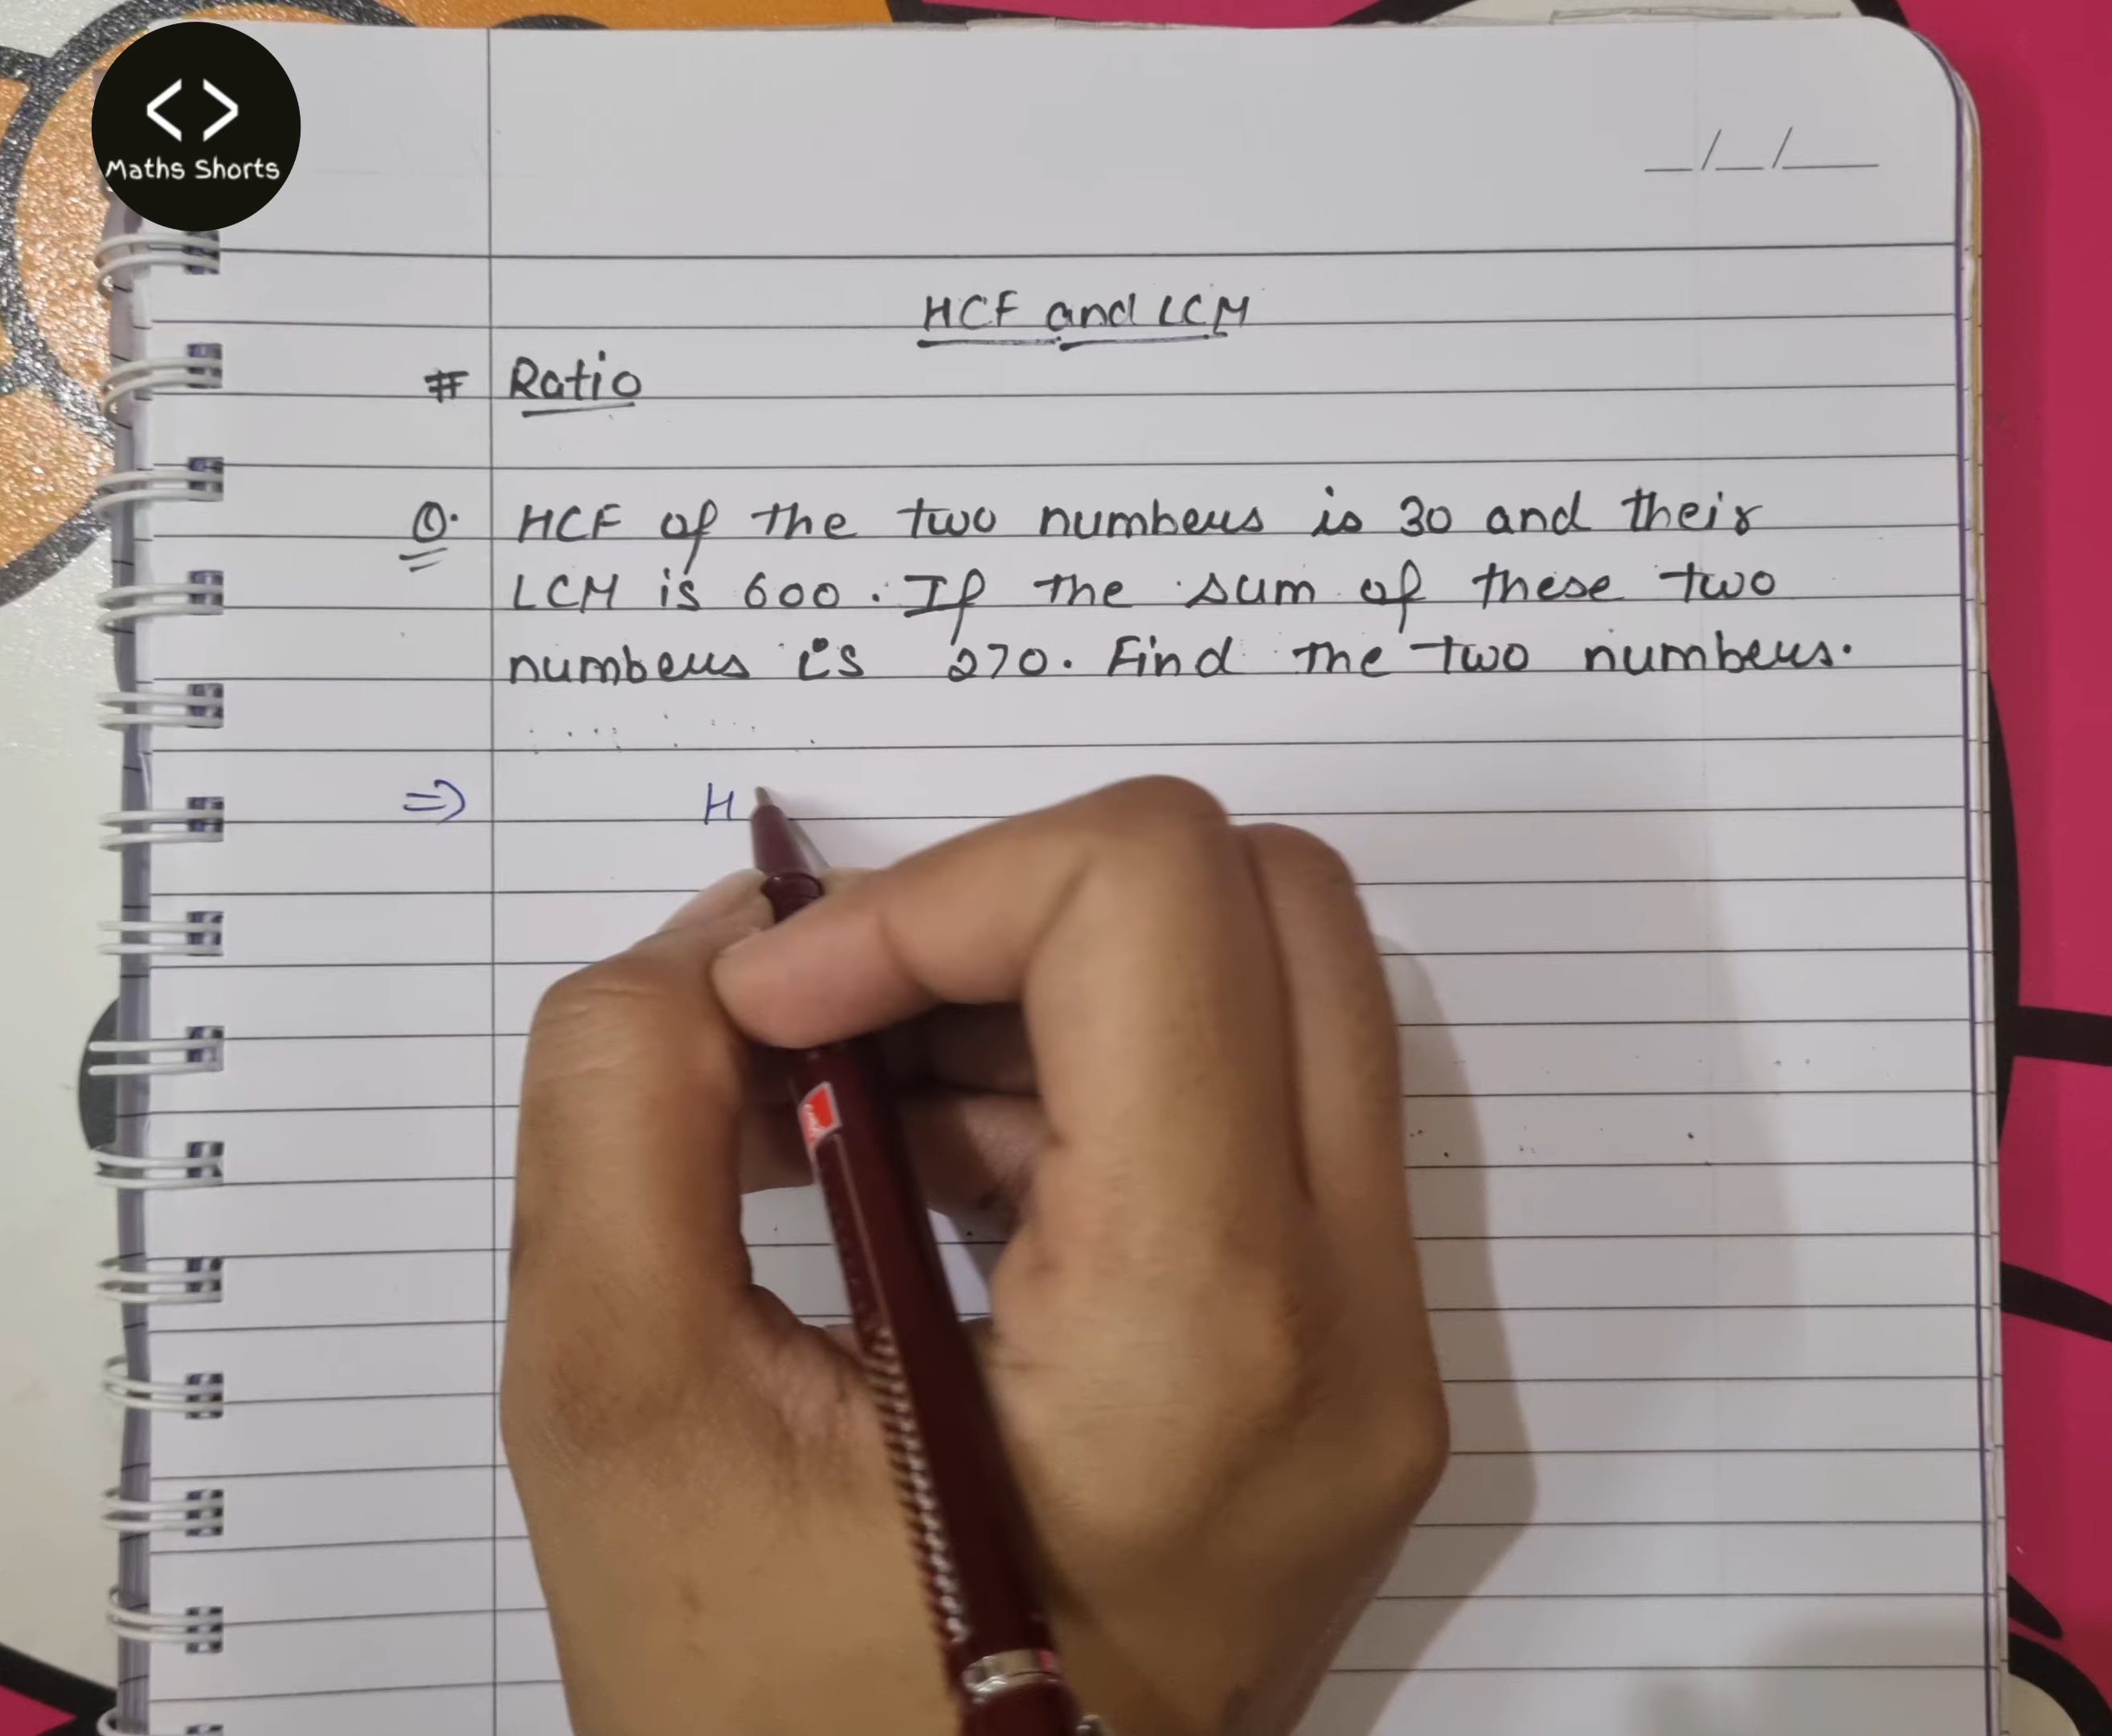 <>
Maths Shorts
_/_/__
HCF and LCM
# Ratio
Q. HCF of the two numbers is 30 and their
LCM is 600. If the sum of these two
numbers is 270. Find the two numbers.
=> H